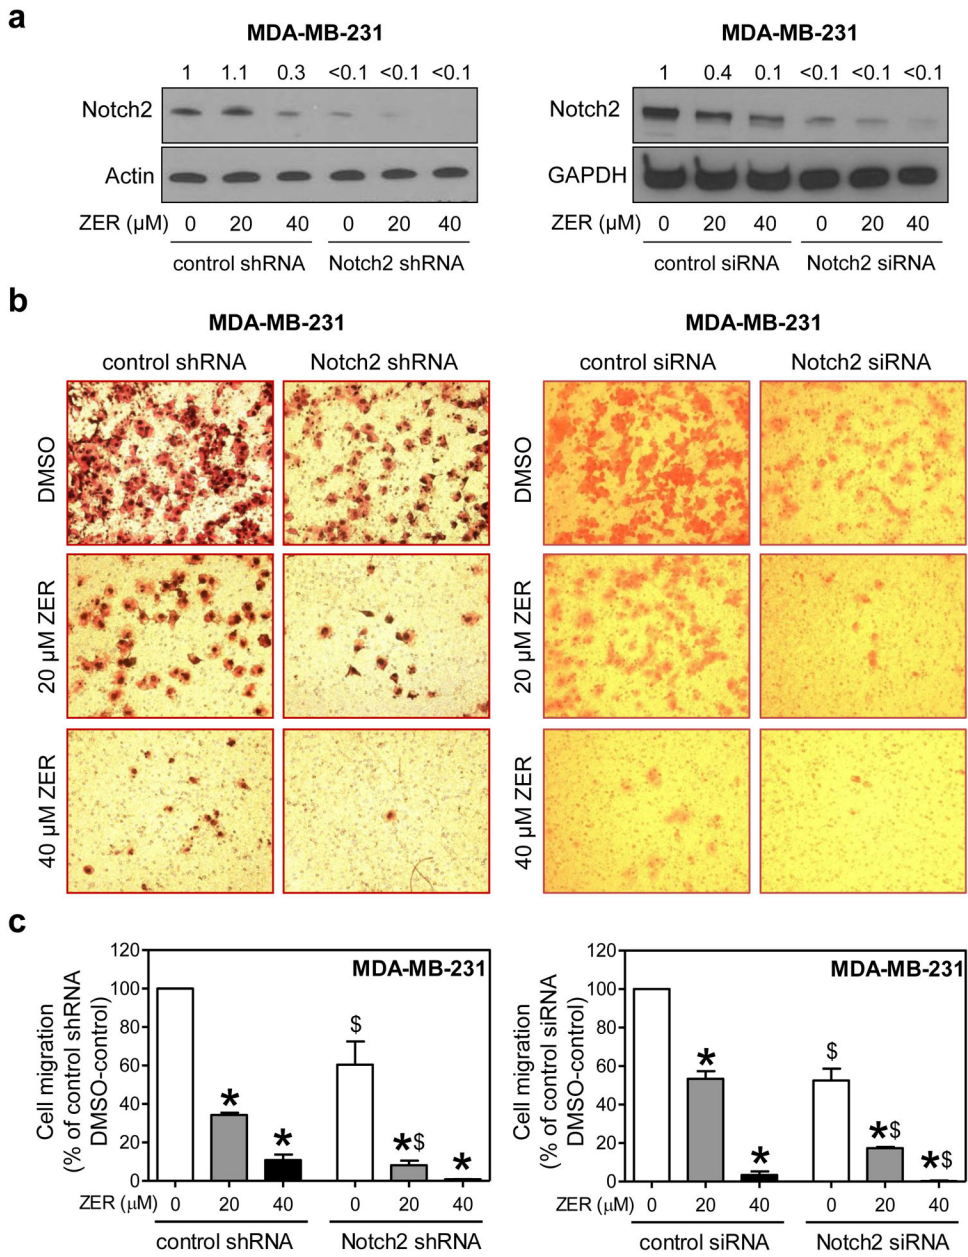 a
MDA-MB-231
1 1.1 0.3 <0.1 <0.1 <0.1
Notch2
Actin
ZER (µM) 0 20 40 0 20 40
control shRNA Notch2 shRNA
MDA-MB-231
1 0.4 0.1 <0.1 <0.1 <0.1
Notch2
GAPDH
ZER (µM) 0 20 40 0 20 40
control siRNA Notch2 siRNA
b
MDA-MB-231
control shRNA Notch2 shRNA
DMSO
20 µM ZER
40 µM ZER
MDA-MB-231
control siRNA Notch2 siRNA
DMSO
20 µM ZER
40 µM ZER
c
MDA-MB-231
Cell migration
(% of control shRNA
DMSO-control)
120
100
80
60
40
20
0
* * $ *$ *
ZER (µM) 0 20 40 0 20 40
control shRNA Notch2 shRNA
MDA-MB-231
Cell migration
(% of control siRNA
DMSO-control)
120
100
80
60
40
20
0
* * $ *$ *$
ZER (µM) 0 20 40 0 20 40
control siRNA Notch2 siRNA